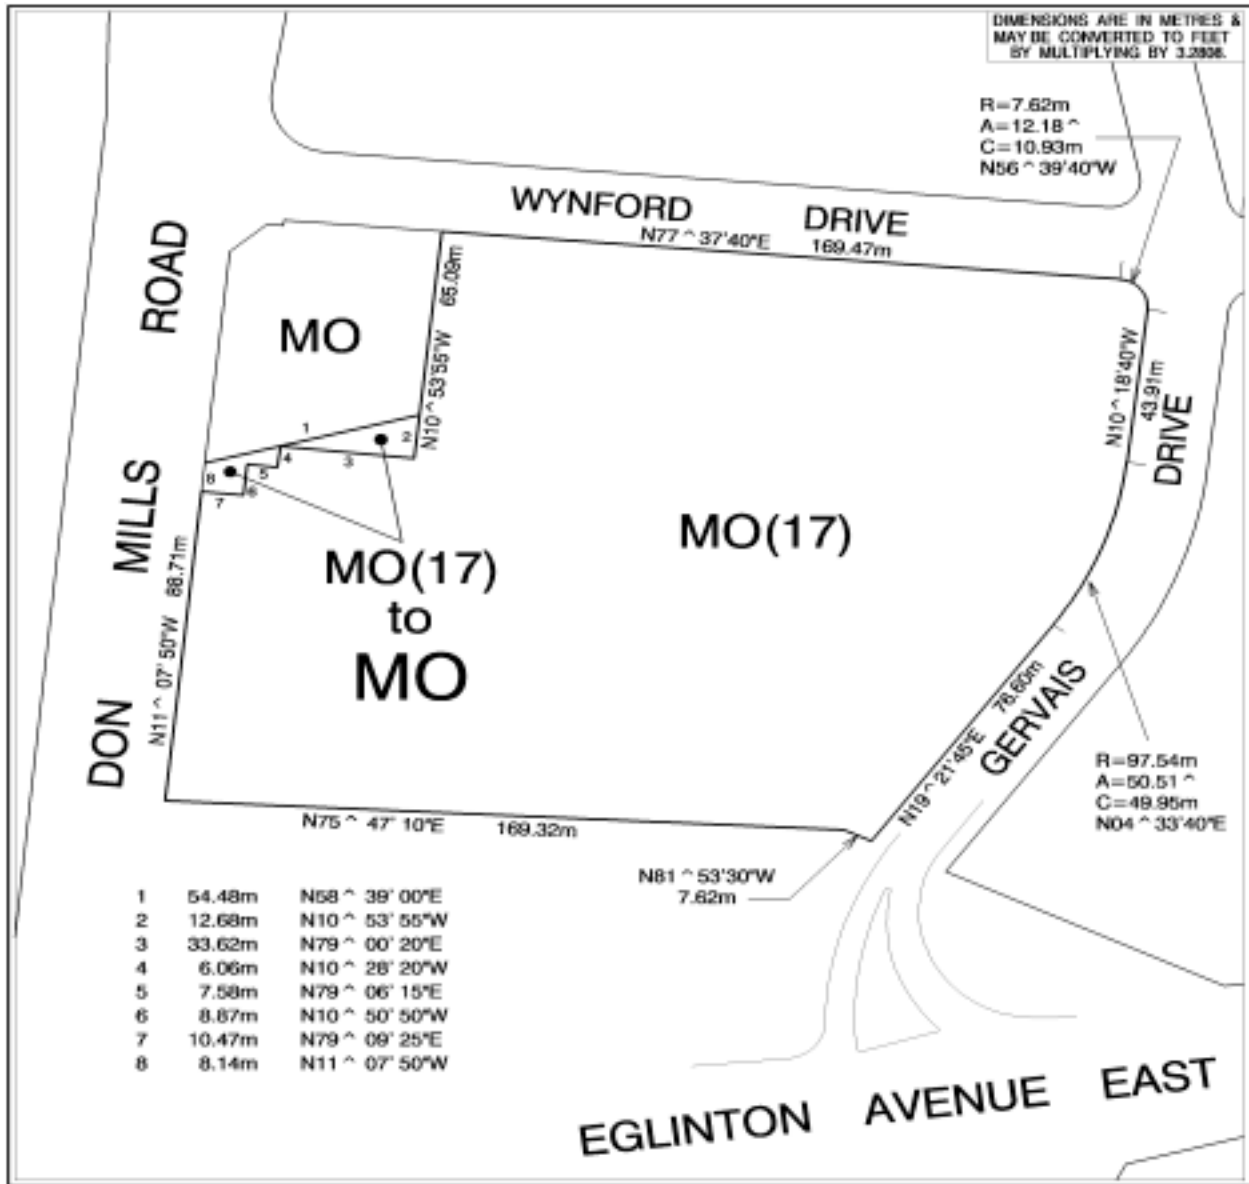 DIMENSIONS ARE IN METRES &
MAY BE CONVERTED TO FEET
BY MULTIPLYING BY 3.2808.
R=7.62m
A=12.18 ^
C=10.93m
N56 ^ 39'40"W
WYNFORD DRIVE
N77 ^ 37'40"E 169.47m
ROAD
MILLS
DON
MO
N10 ^ 53'55"W 65.09m
N10 ^ 18'40"W
43.91m
DRIVE
GERVAIS
1
2
3
4
5
6
7
8
MO(17)
to
MO
MO(17)
N11 ^ 07' 50"W 88.71m
N19 ^ 21'45"E 76.60m
R=97.54m
A=50.51 ^
C=49.95m
N04 ^ 33'40"E
N75 ^ 47' 10"E 169.32m
N81 ^ 53'30"W
7.62m
1 54.48m N58 ^ 39' 00"E
2 12.68m N10 ^ 53' 55"W
3 33.62m N79 ^ 00' 20"E
4 6.06m N10 ^ 28' 20"W
5 7.58m N79 ^ 06' 15"E
6 8.87m N10 ^ 50' 50"W
7 10.47m N79 ^ 09' 25"E
8 8.14m N11 ^ 07' 50"W
EGLINTON AVENUE EAST